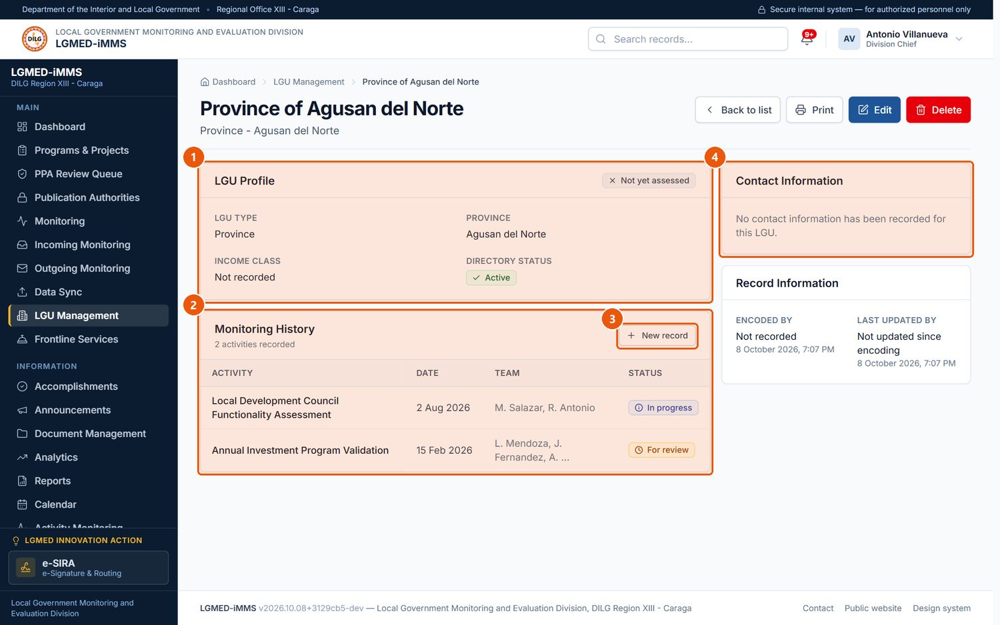 Department of the Interior and Local Government • Regional Office XIII - Caraga
Secure internal system — for authorized personnel only
DILG
LOCAL GOVERNMENT MONITORING AND EVALUATION DIVISION
LGMED-iMMS
Search records...
9+
AV
Antonio Villanueva
Division Chief
LGMED-iMMS
DILG Region XIII - Caraga
MAIN
Dashboard
Programs & Projects
PPA Review Queue
Publication Authorities
Monitoring
Incoming Monitoring
Outgoing Monitoring
Data Sync
LGU Management
Frontline Services
INFORMATION
Accomplishments
Announcements
Document Management
Analytics
Reports
Calendar
Activity Monitoring
LGMED INNOVATION ACTION
e-SIRA
e-Signature & Routing
Local Government Monitoring and
Evaluation Division
Dashboard > LGU Management > Province of Agusan del Norte
Province of Agusan del Norte
Province - Agusan del Norte
Back to list
Print
Edit
Delete
1
LGU Profile
Not yet assessed
LGU TYPE
Province
PROVINCE
Agusan del Norte
INCOME CLASS
Not recorded
DIRECTORY STATUS
Active
2
Monitoring History
2 activities recorded
3
New record
ACTIVITY DATE TEAM STATUS
Local Development Council
Functionality Assessment
2 Aug 2026
M. Salazar, R. Antonio
In progress
Annual Investment Program Validation
15 Feb 2026
L. Mendoza, J.
Fernandez, A. ...
For review
4
Contact Information
No contact information has been recorded for
this LGU.
Record Information
ENCODED BY
Not recorded
8 October 2026, 7:07 PM
LAST UPDATED BY
Not updated since
encoding
8 October 2026, 7:07 PM
LGMED-iMMS v2026.10.08+3129cb5-dev — Local Government Monitoring and Evaluation Division, DILG Region XIII - Caraga
Contact Public website Design system